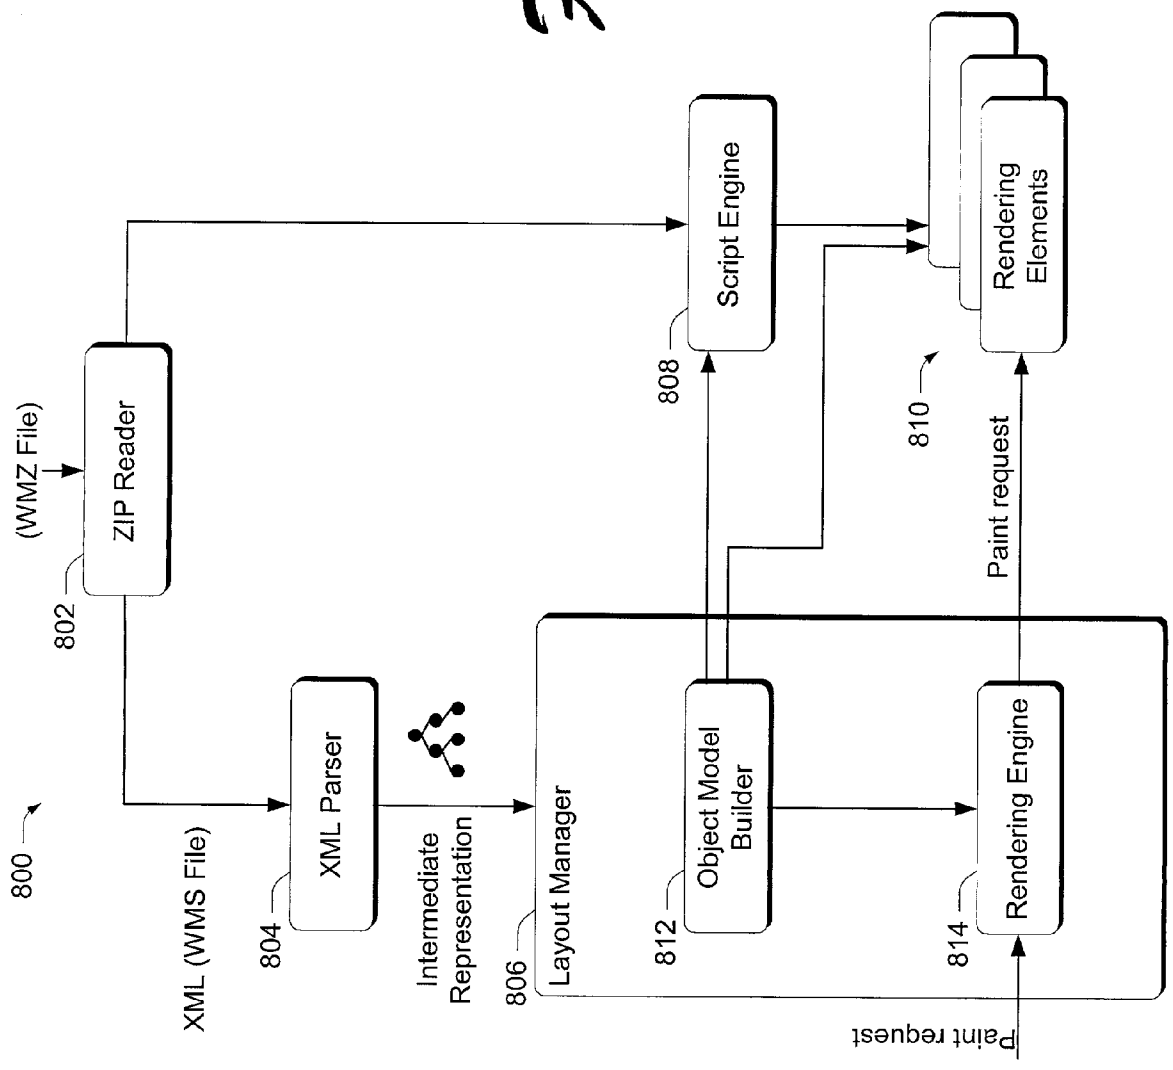 800
(WMZ File)
802
ZIP Reader
XML (WMS File)
804
XML Parser
Intermediate
Representation
806
Layout Manager
808
Script Engine
812
Object Model
Builder
810
Rendering
Elements
814
Rendering Engine
Paint request
Paint request